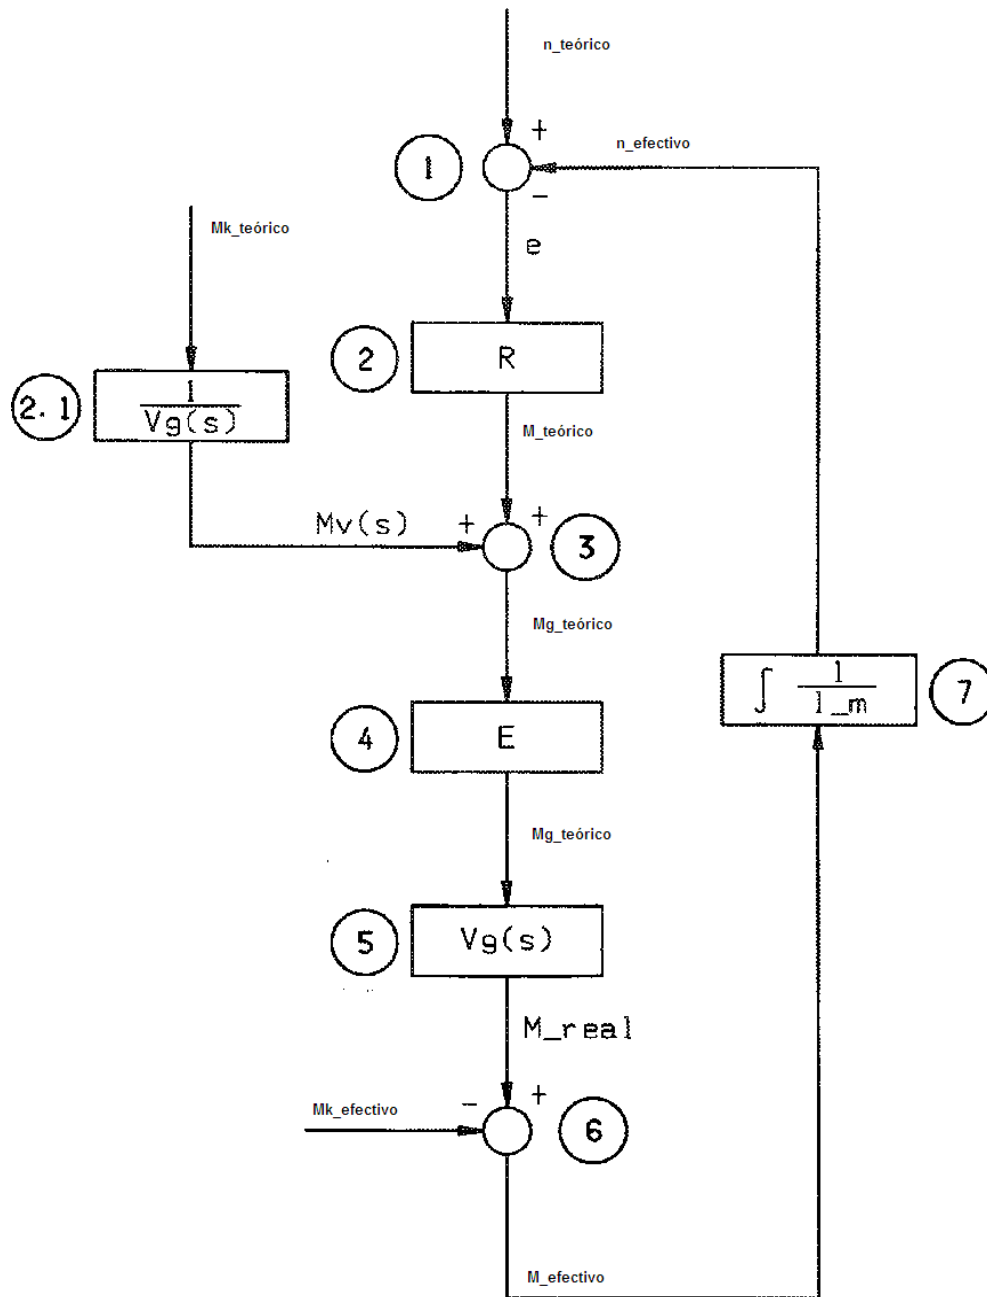 n_teórico
+
n_efectivo
1
-
Mk_teórico
e
2
R
2.1
1
Vg(s)
M_teórico
Mv(s)
+
+
3
Mg_teórico
∫ 1
1_m
7
4
E
Mg_teórico
5
Vg(s)
M_real
Mk_efectivo
-
+
6
M_efectivo